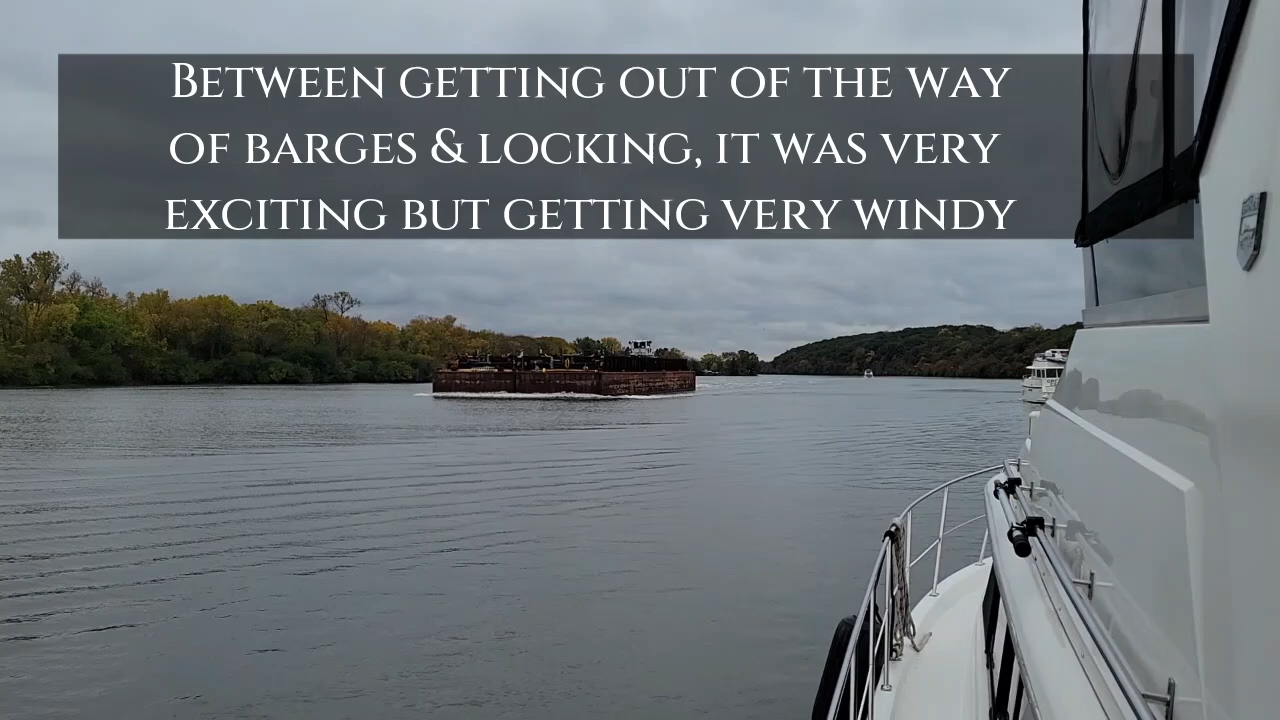 BETWEEN GETTING OUT OF THE WAY
OF BARGES & LOCKING, IT WAS VERY
EXCITING BUT GETTING VERY WINDY